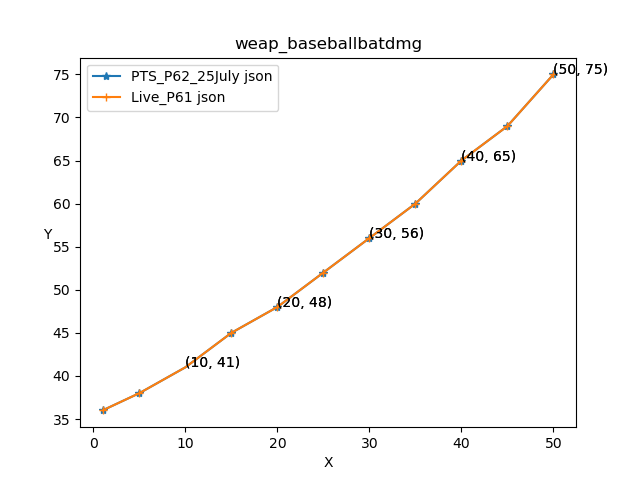 weap_baseballbatdmg
PTS_P62_25July json
Live_P61 json
(50, 75)
(40, 65)
(30, 56)
(20, 48)
(10, 41)
75
70
65
60
55
50
45
40
35
Y
0 10 20 30 40 50
X